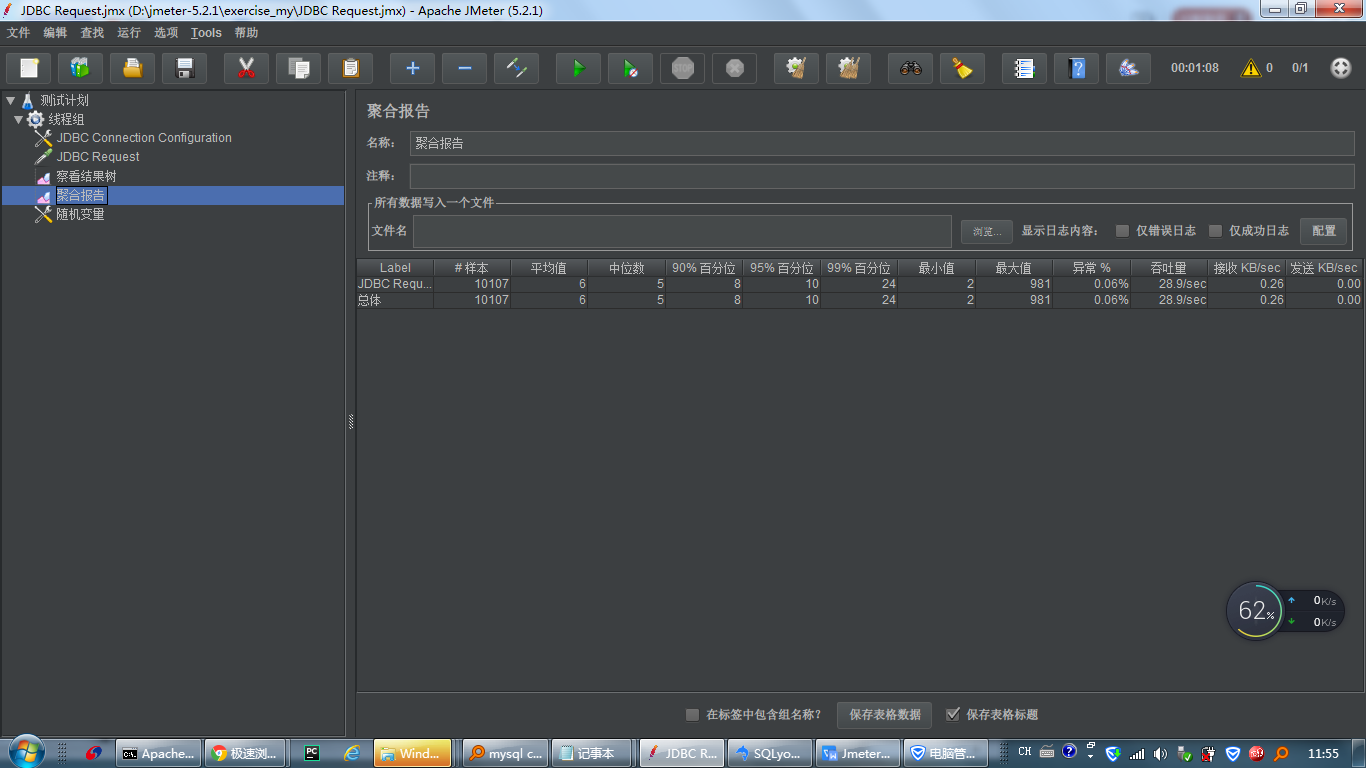 JDBC Request.jmx (D:\jmeter-5.2.1\exercise_my\JDBC Request.jmx) - Apache JMeter (5.2.1)
文件 编辑 查找 运行 选项 Tools 帮助
STOP 00:01:08 0 0/1
测试计划
线程组
JDBC Connection Configuration
JDBC Request
察看结果树
聚合报告
随机变量
聚合报告
名称: 聚合报告
注释:
所有数据写入一个文件
文件名 浏览... 显示日志内容: 仅错误日志 仅成功日志 配置
Label # 样本 平均值 中位数 90% 百分位 95% 百分位 99% 百分位 最小值 最大值 异常 % 吞吐量 接收 KB/sec 发送 KB/sec
JDBC Requ... 10107 6 5 8 10 24 2 981 0.06% 28.9/sec 0.26 0.00
总体 10107 6 5 8 10 24 2 981 0.06% 28.9/sec 0.26 0.00
62% 0K/s
0K/s
在标签中包含组名称? 保存表格数据 保存表格标题
Apache... 极速浏... PC Wind... mysql c... 记事本 JDBC R... SQLyo... Jmeter... 电脑管... CH 11:55